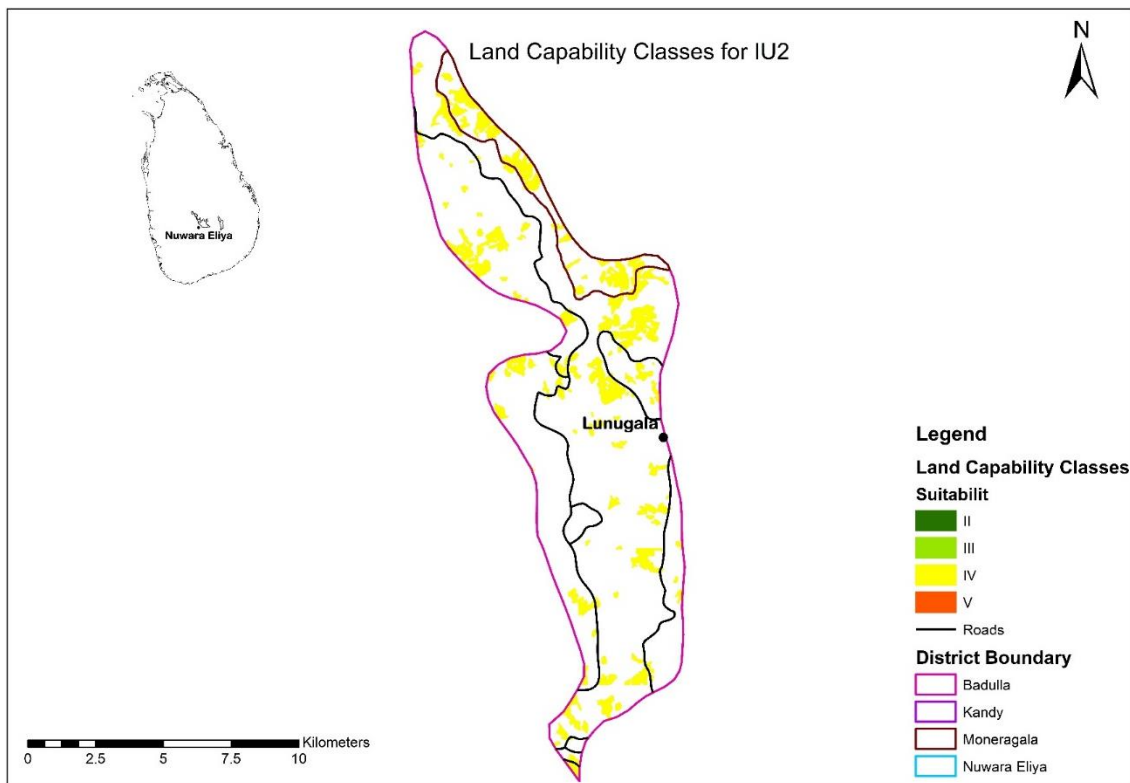 Land Capability Classes for IU2
N
Nuwara Eliya
Lunugala
Legend
Land Capability Classes
Suitabilit
II
III
IV
V
Roads
District Boundary
Badulla
Kandy
Moneragala
Nuwara Eliya
Kilometers
0 2.5 5 7.5 10